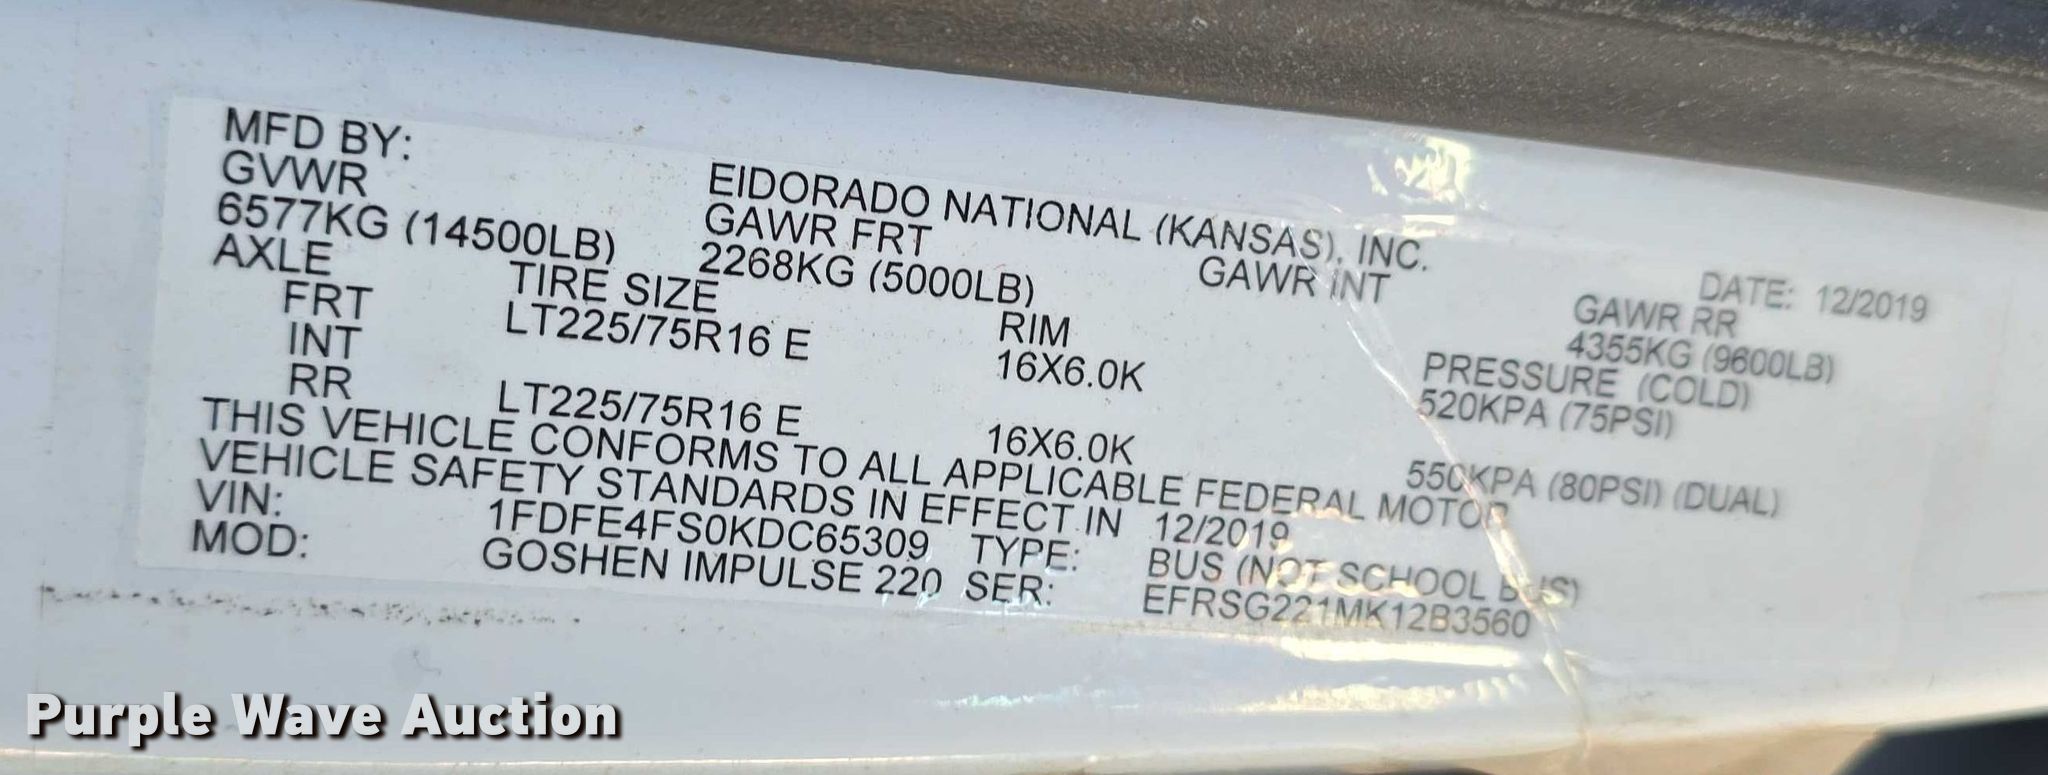 MFD BY: EIDORADO NATIONAL (KANSAS), INC. DATE: 12/2019
GVWR GAWR FRT GAWR INT GAWR RR
6577KG (14500LB) 2268KG (5000LB) 4355KG (9600LB)
AXLE TIRE SIZE RIM PRESSURE (COLD)
FRT LT225/75R16 E 16X6.0K 520KPA (75PSI)
INT
RR LT225/75R16 E 16X6.0K 550KPA (80PSI) (DUAL)
THIS VEHICLE CONFORMS TO ALL APPLICABLE FEDERAL MOTOR
VEHICLE SAFETY STANDARDS IN EFFECT IN 12/2019
VIN: 1FDFE4FS0KDC65309 TYPE: BUS (NOT SCHOOL BUS)
MOD: GOSHEN IMPULSE 220 SER: EFRSG221MK12B3560
Purple Wave Auction